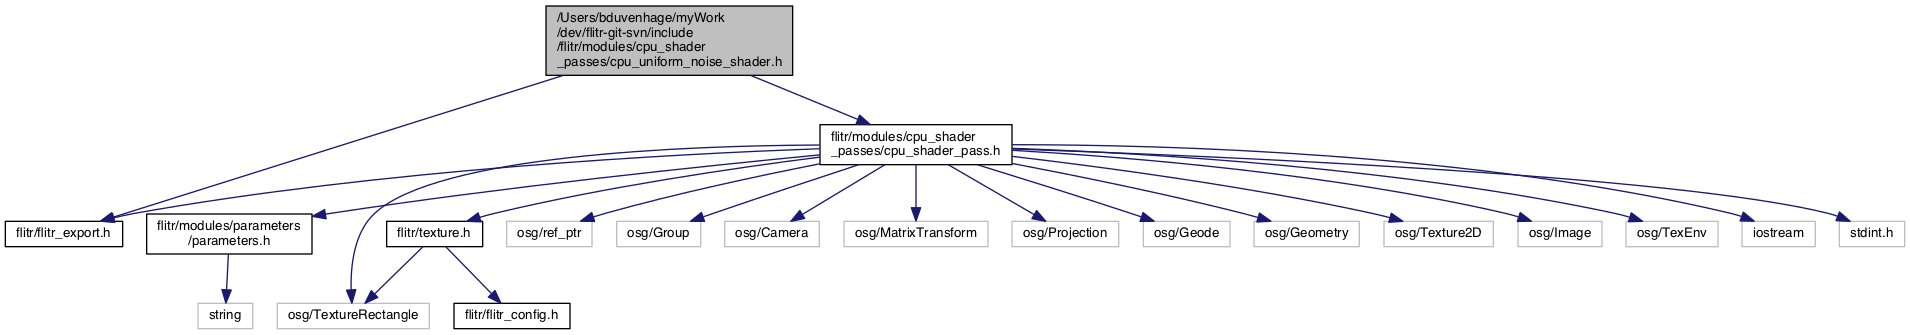 /Users/bduvenhage/myWork
/dev/flitr-git-svn/include
/flitr/modules/cpu_shader
_passes/cpu_uniform_noise_shader.h
flitr/modules/cpu_shader
_passes/cpu_shader_pass.h
flitr/flitr_export.h
flitr/modules/parameters
/parameters.h
flitr/texture.h
osg/ref_ptr
osg/Group
osg/Camera
osg/MatrixTransform
osg/Projection
osg/Geode
osg/Geometry
osg/Texture2D
osg/Image
osg/TexEnv
iostream
stdint.h
string
osg/TextureRectangle
flitr/flitr_config.h